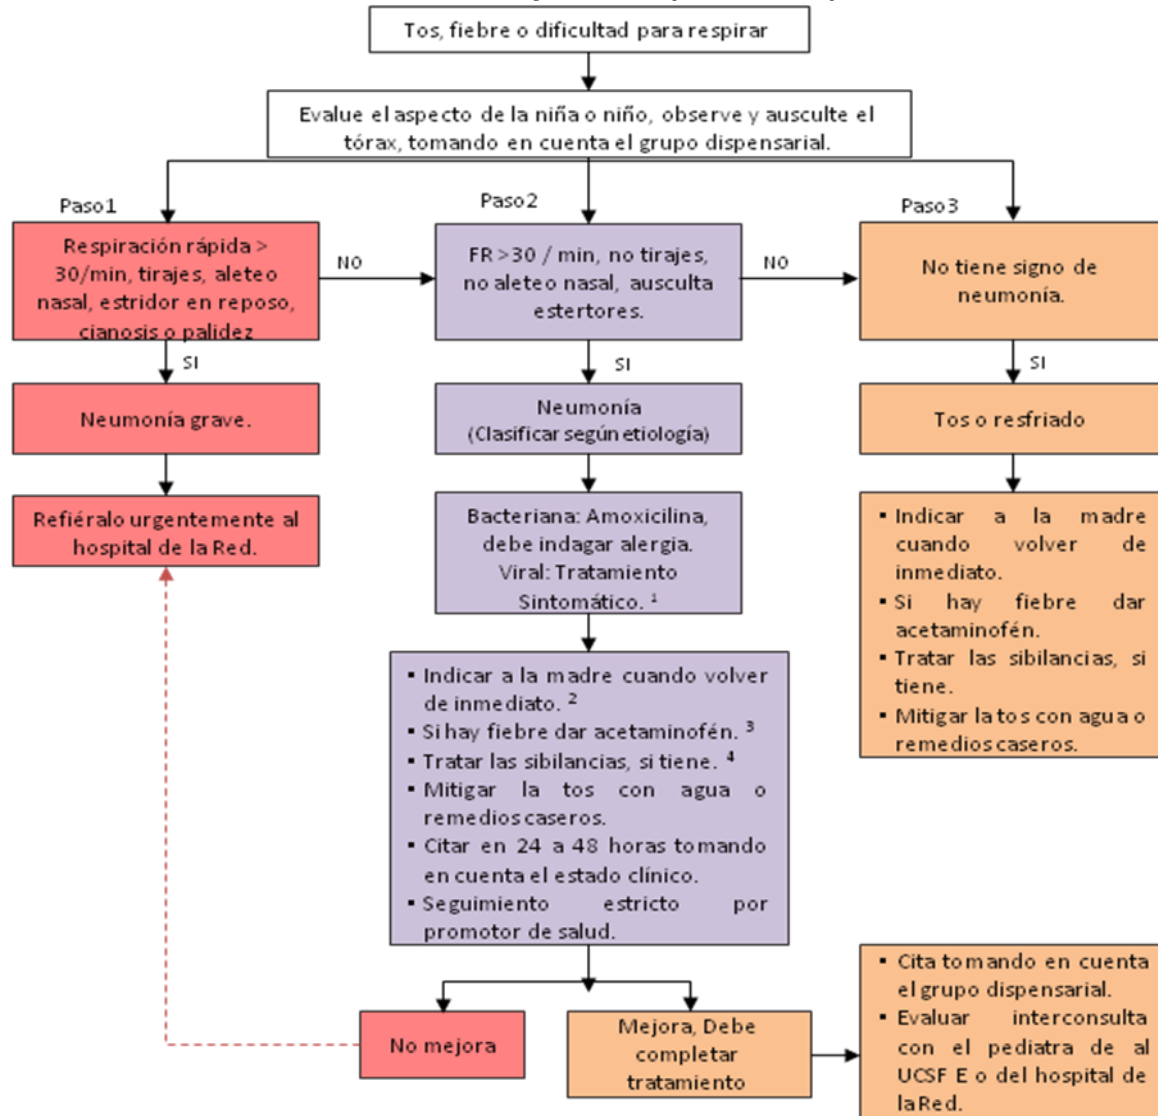 Tos, fiebre o dificultad para respirar
Evalue el aspecto de la niña o niño, observe y ausculte el
tórax, tomando en cuenta el grupo dispensarial.
Paso1
Respiración rápida >
30/min, tirajes, aleteo
nasal, estridor en reposo,
cianosis o palidez
NO
SI
Neumonía grave.
Refiéralo urgentemente al
hospital de la Red.
Paso2
FR >30 / min, no tirajes,
no aleteo nasal, ausculta
estertores.
NO
SI
Neumonía
(Clasificar según etiología)
Bacteriana: Amoxicilina,
debe indagar alergia.
Viral: Tratamiento
Sintomático. ¹
▪ Indicar a la madre cuando volver
de inmediato. ²
▪ Si hay fiebre dar acetaminofén. ³
▪ Tratar las sibilancias, si tiene. ⁴
▪ Mitigar la tos con agua o
remedios caseros.
▪ Citar en 24 a 48 horas tomando
en cuenta el estado clínico.
▪ Seguimiento estricto por
promotor de salud.
Paso3
No tiene signo de
neumonía.
SI
Tos o resfriado
▪ Indicar a la madre
cuando volver de
inmediato.
▪ Si hay fiebre dar
acetaminofén.
▪ Tratar las sibilancias, si
tiene.
▪ Mitigar la tos con agua o
remedios caseros.
No mejora
Mejora, Debe
completar
tratamiento
▪ Cita tomando en cuenta
el grupo dispensarial.
▪ Evaluar interconsulta
con el pediatra de al
UCSF E o del hospital de
la Red.